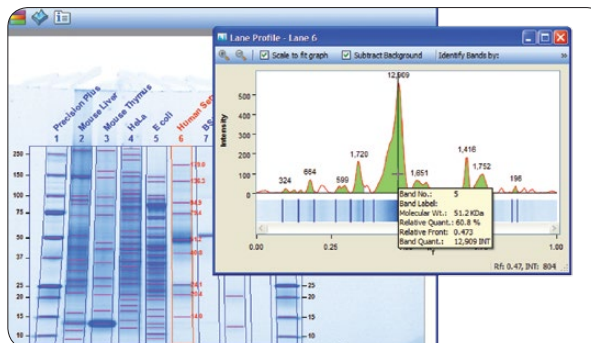 Lane Profile - Lane 6
Scale to fit graph
Subtract Background
Identify Bands by:
»
Precision Plus
Mouse Liver
Mouse Thymus
HeLa
E coli
Human Ser
BS
1
2
3
4
5
6
7
250
150
100
75
50
37
25
20
15
10
25
20
15
10
Intensity
500
400
300
200
100
0
324
664
599
1,720
12,909
1,651
1,416
1,752
196
0.00
0.25
1.00
Band No.: 5
Band Label:
Molecular Wt.: 51.2 KDa
Relative Quant.: 60.8 %
Relative Front: 0.473
Band Quant.: 12,909 INT
Rf: 0.47, INT: 804